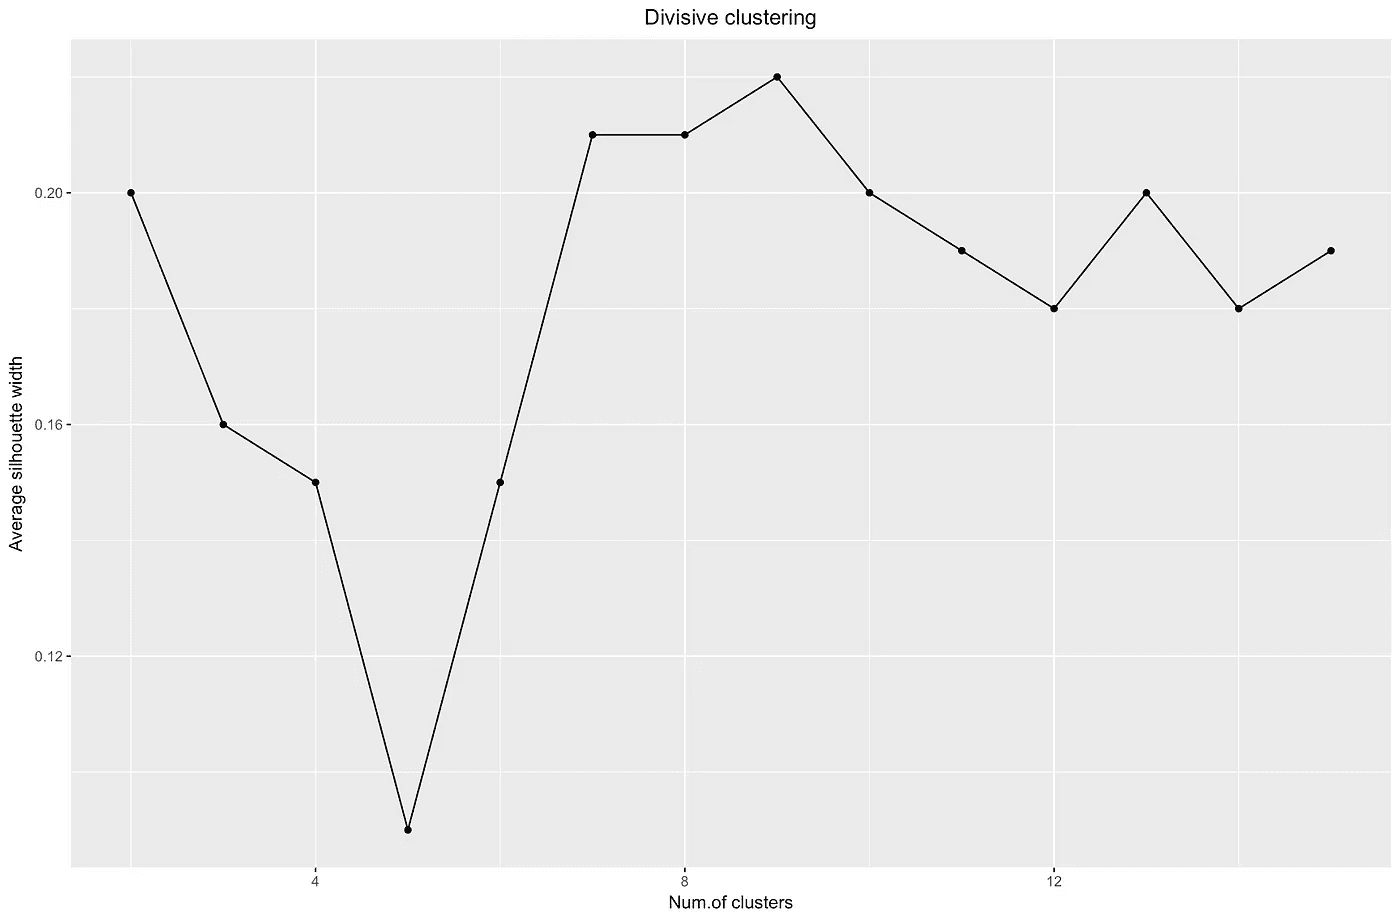 Divisive clustering
Average silhouette width
0.20
0.16
0.12
4 8 12
Num.of clusters